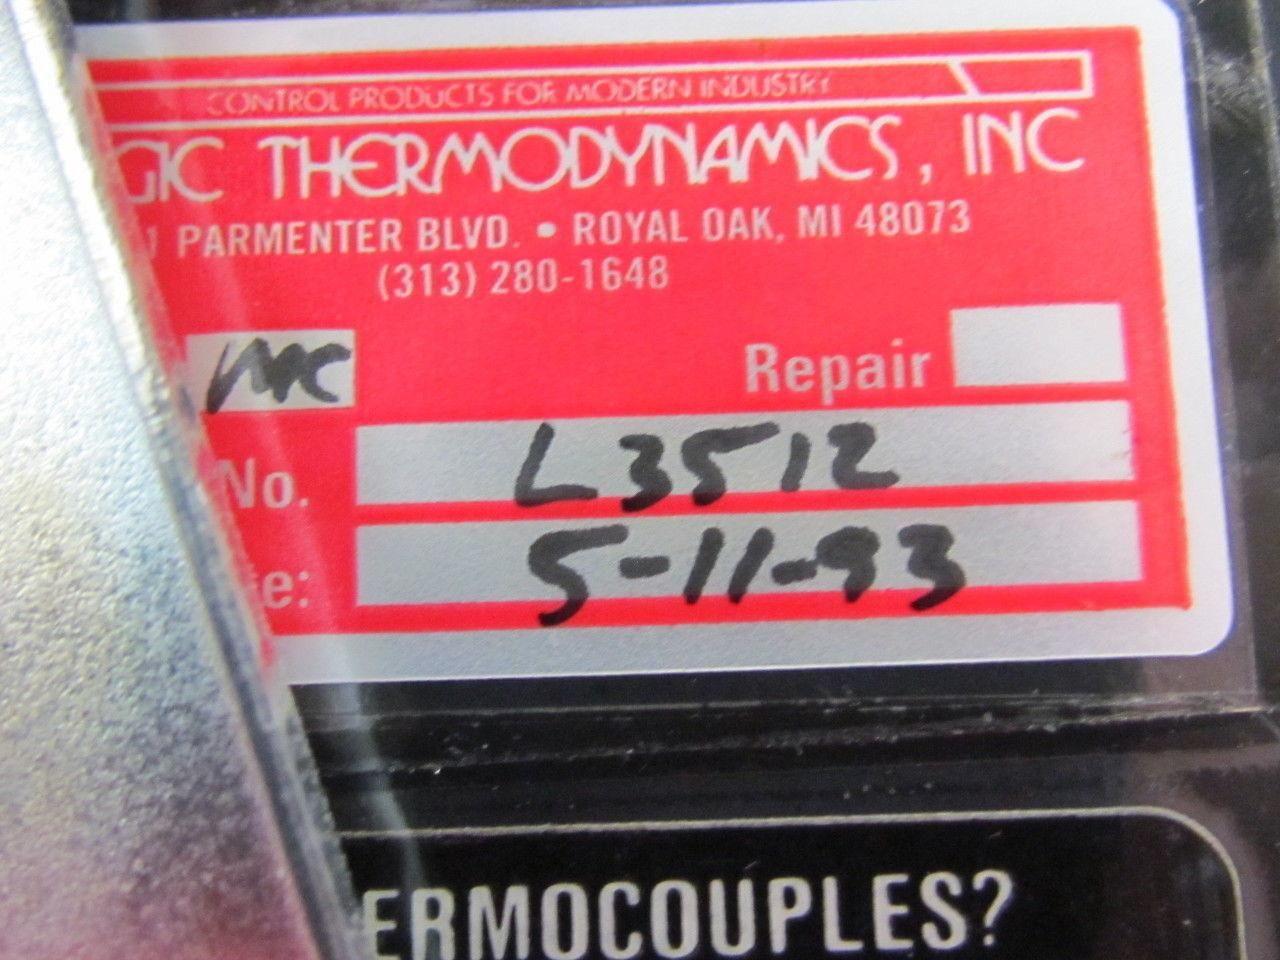 CONTROL PRODUCTS FOR MODERN INDUSTRY
GIC THERMODYNAMICS, INC
PARMENTER BLVD. • ROYAL OAK, MI 48073
(313) 280-1648
Repair
No. L3512
e: 5-11-93
ERMOCOUPLES?